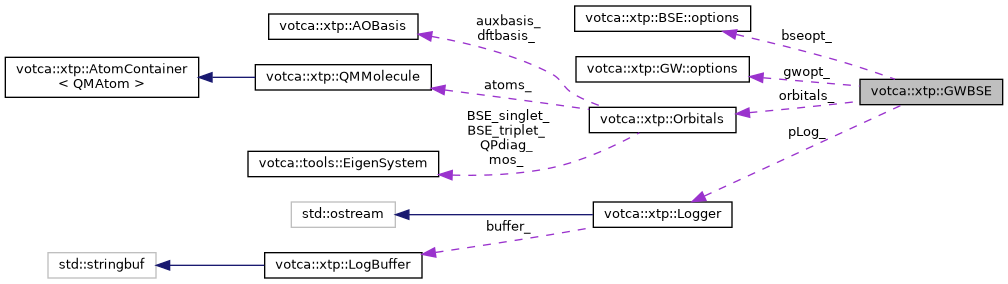 votca::xtp::AOBasis
auxbasis_
dftbasis_
votca::xtp::BSE::options
bseopt_
votca::xtp::AtomContainer
< QMAtom >
votca::xtp::QMMolecule
atoms_
votca::xtp::GW::options
gwopt_
votca::xtp::GWBSE
orbitals_
votca::xtp::Orbitals
BSE_singlet_
BSE_triplet_
QPdiag_
mos_
pLog_
votca::tools::EigenSystem
std::ostream
votca::xtp::Logger
buffer_
std::stringbuf
votca::xtp::LogBuffer